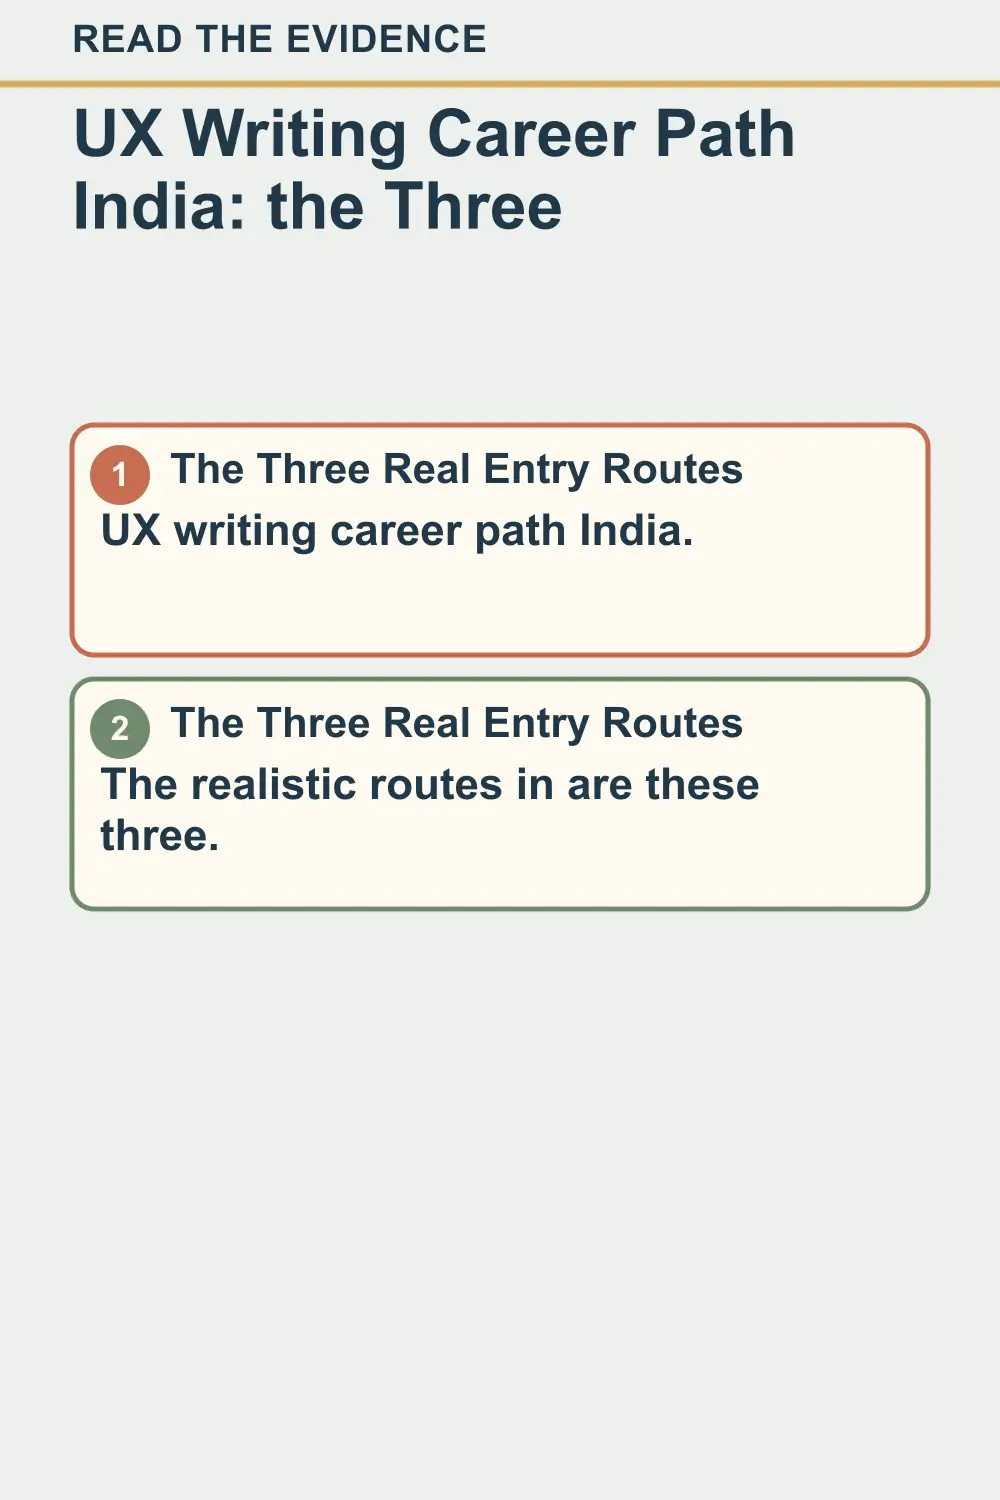 READ THE EVIDENCE
UX Writing Career Path
India: the Three
1 The Three Real Entry Routes
UX writing career path India.
2 The Three Real Entry Routes
The realistic routes in are these
three.